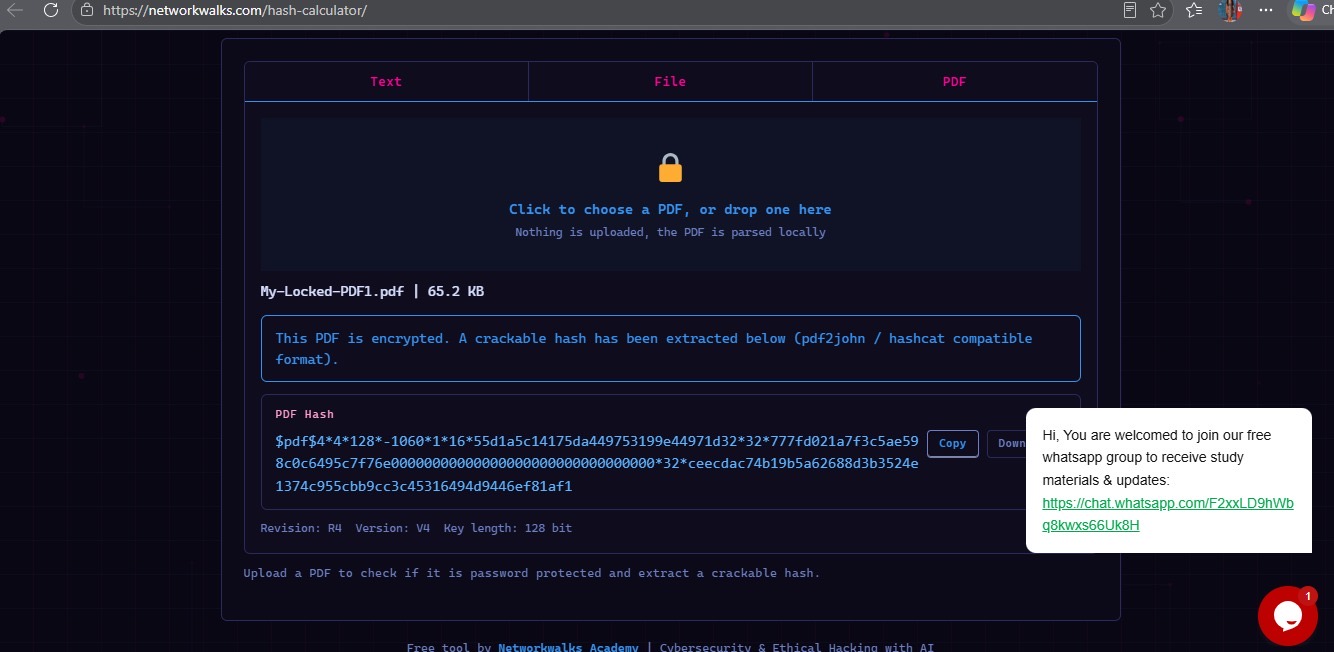 https://networkwalks.com/hash-calculator/
Text
File
PDF
Click to choose a PDF, or drop one here
Nothing is uploaded, the PDF is parsed locally
My-Locked-PDF1.pdf | 65.2 KB
This PDF is encrypted. A crackable hash has been extracted below (pdf2john / hashcat compatible
format).
PDF Hash
$pdf$4*4*128*-1060*1*16*55d1a5c14175da449753199e44971d32*32*777fd021a7f3c5ae59
8c0c6495c7f76e00000000000000000000000000000000*32*ceecdac74b19b5a62688d3b3524e
1374c955cbb9cc3c45316494d9446ef81af1
Copy
Down
Revision: R4 Version: V4 Key length: 128 bit
Upload a PDF to check if it is password protected and extract a crackable hash.
Hi, You are welcomed to join our free
whatsapp group to receive study
materials & updates:
https://chat.whatsapp.com/F2xxLD9hWb
q8kwxs66Uk8H
1
Free tool by Networkwalks Academy | Cybersecurity & Ethical Hacking with AI